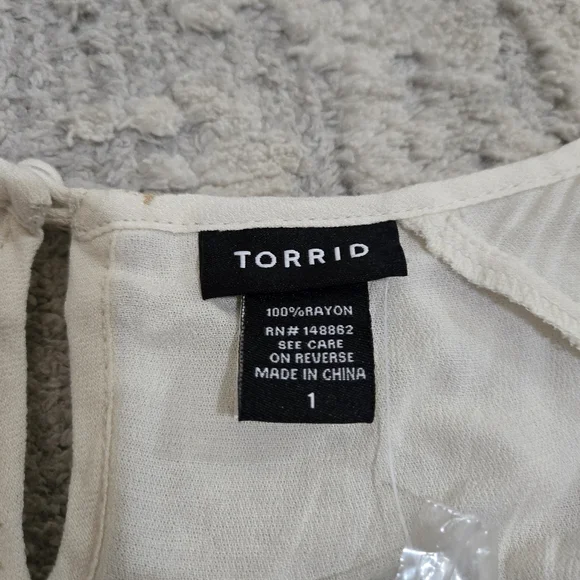 TORRID
100%RAYON
RN# 148862
SEE CARE
ON REVERSE
MADE IN CHINA
1